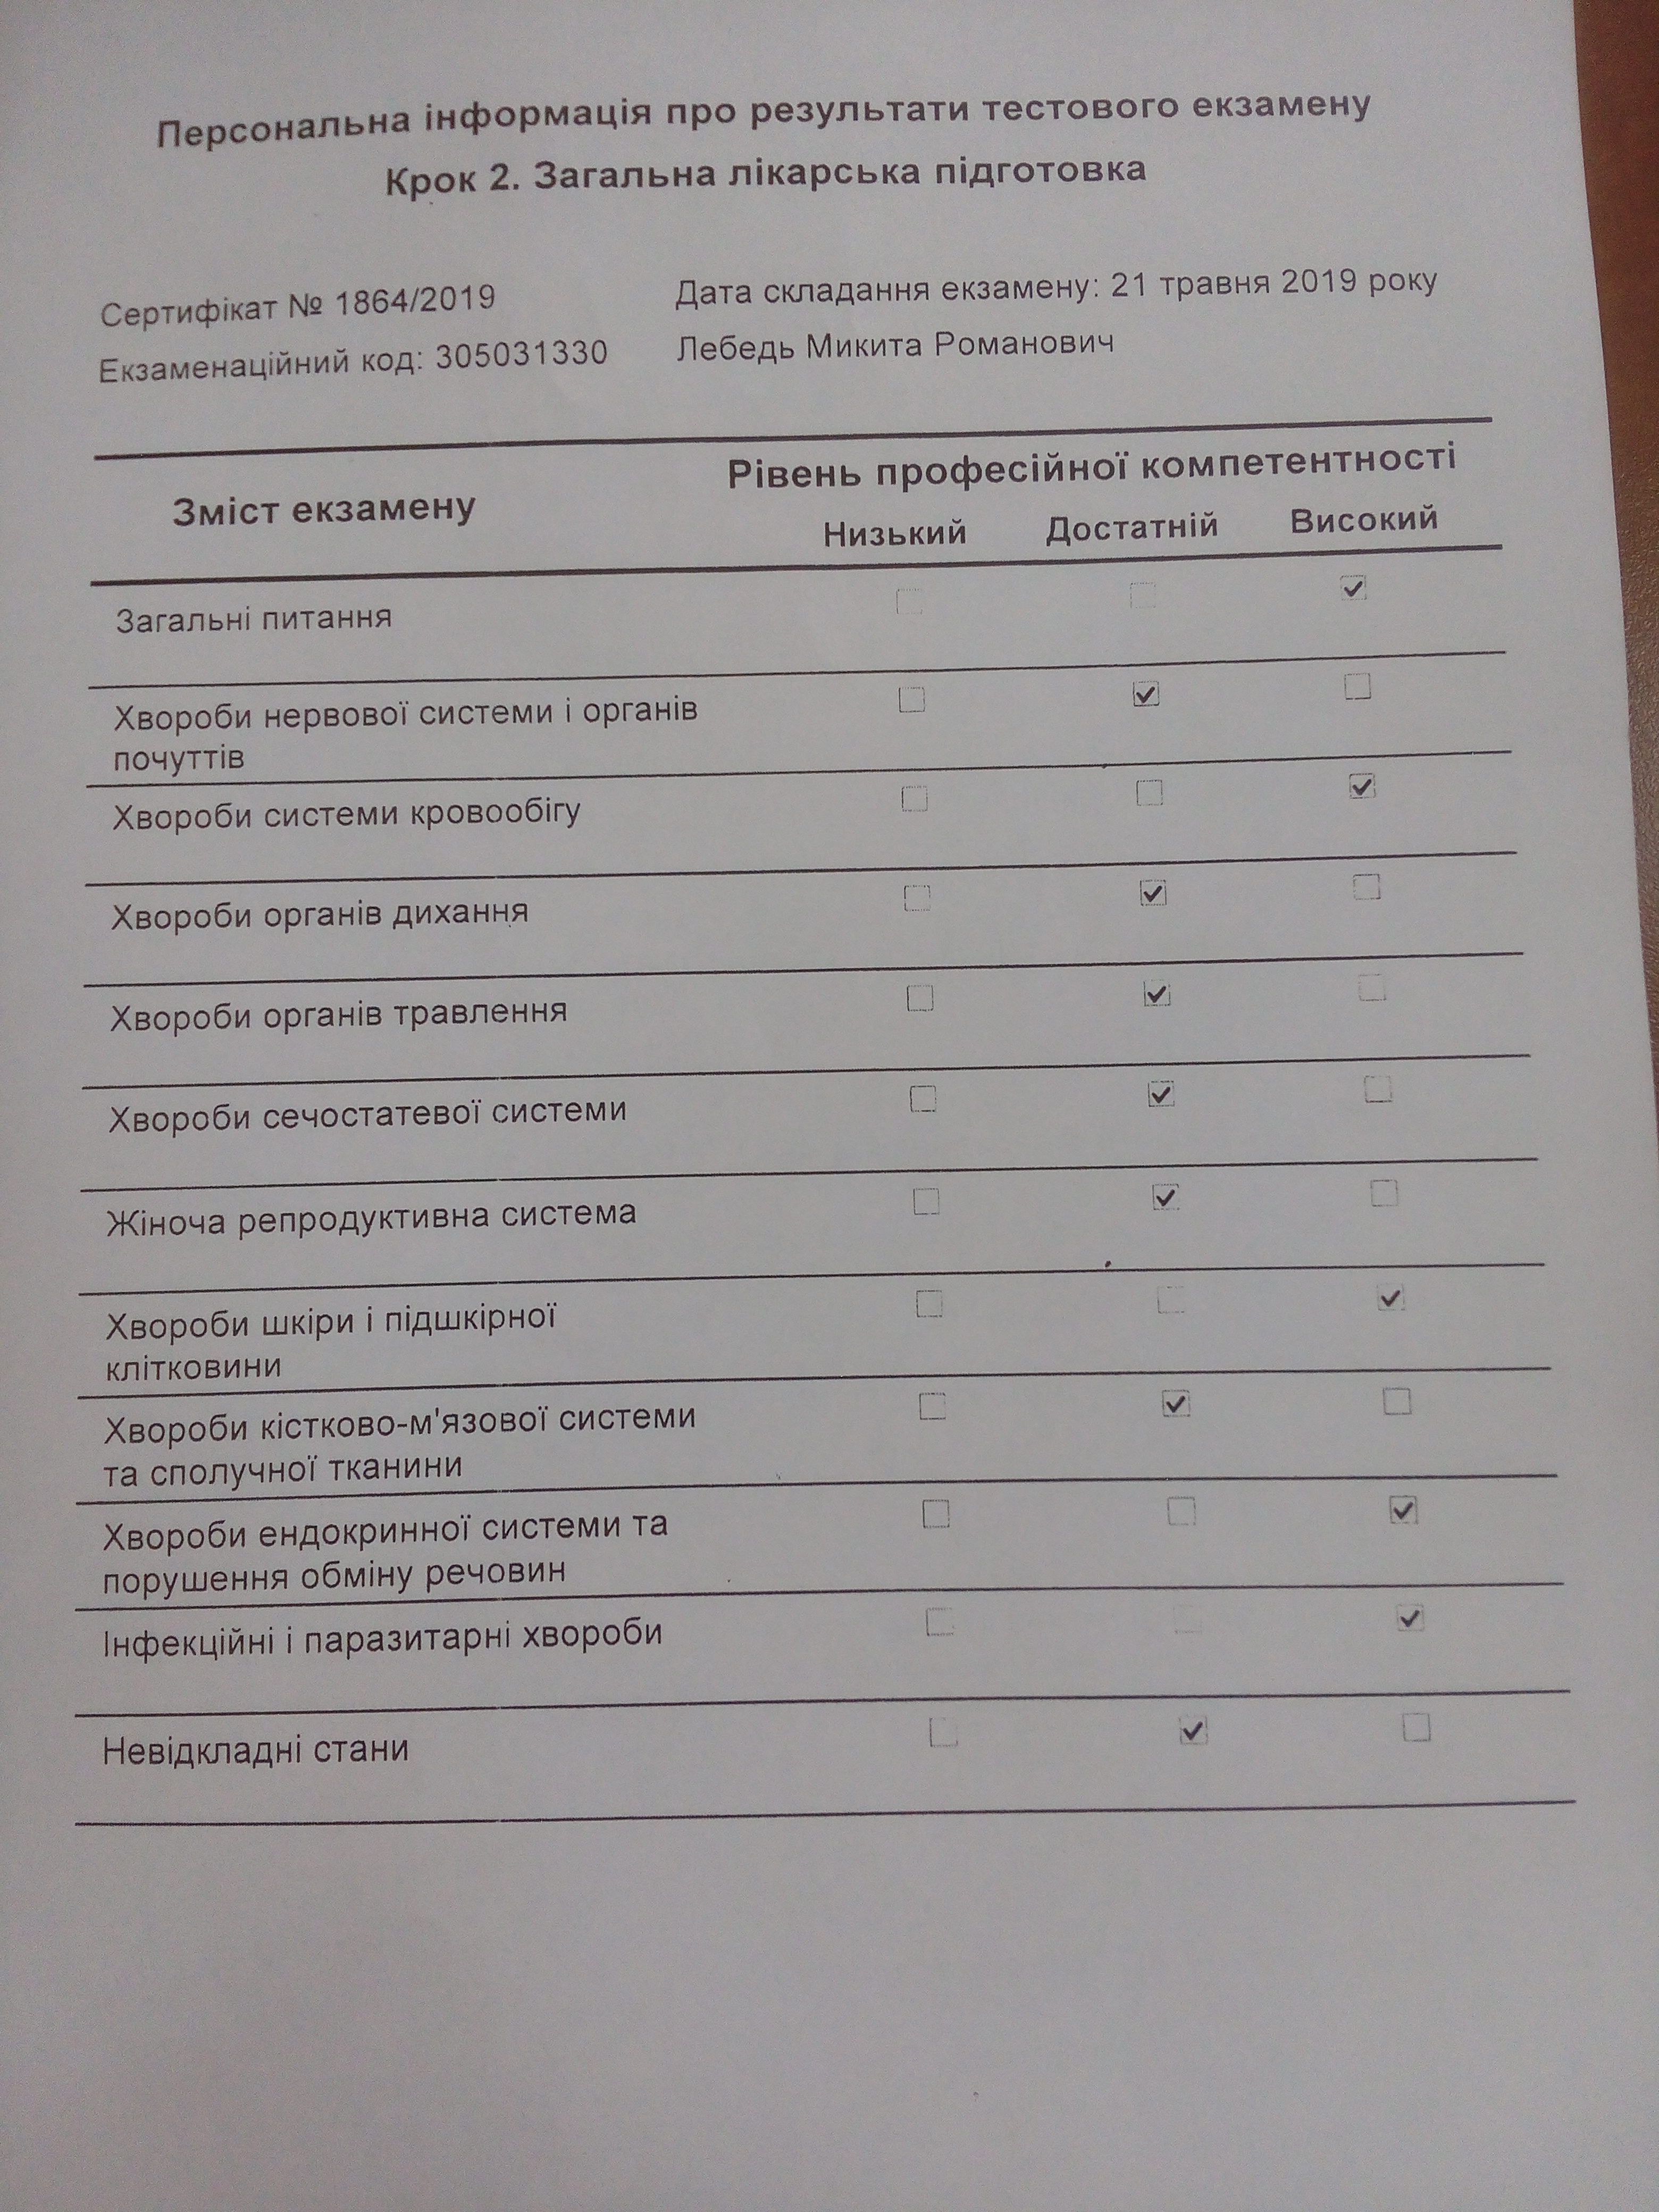 Персональна інформація про результати тестового екзамену
Крок 2. Загальна лікарська підготовка
Сертифікат № 1864/2019
Дата складання екзамену: 21 травня 2019 року
Екзаменаційний код: 305031330
Лебедь Микита Романович
Зміст екзамену
Рівень професійної компетентності
Низький Достатній Високий
Загальні питання
Хвороби нервової системи і органів
почуттів
Хвороби системи кровообігу
Хвороби органів дихання
Хвороби органів травлення
Хвороби сечостатевої системи
Жіноча репродуктивна система
Хвороби шкіри і підшкірної
клітковини
Хвороби кістково-м'язової системи
та сполучної тканини
Хвороби ендокринної системи та
порушення обміну речовин
Інфекційні і паразитарні хвороби
Невідкладні стани